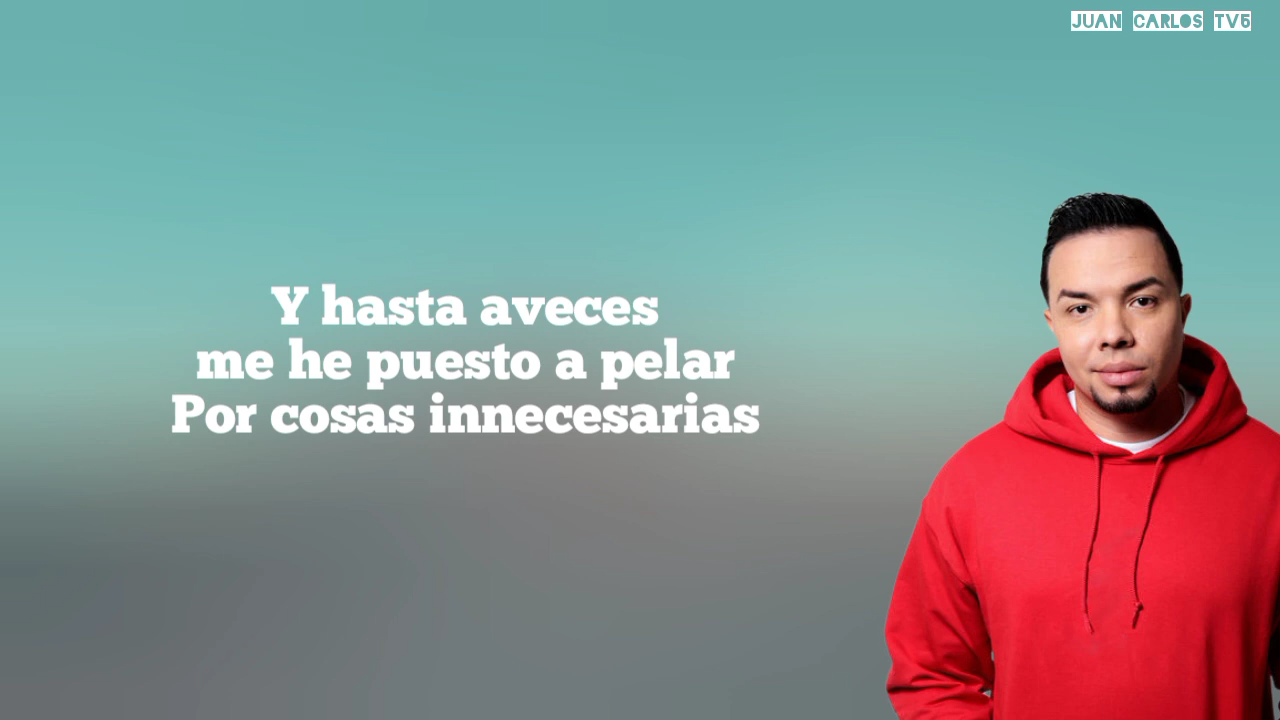 JUAN CARLOS TV5
Y hasta aveces
me he puesto a pelar
Por cosas innecesarias